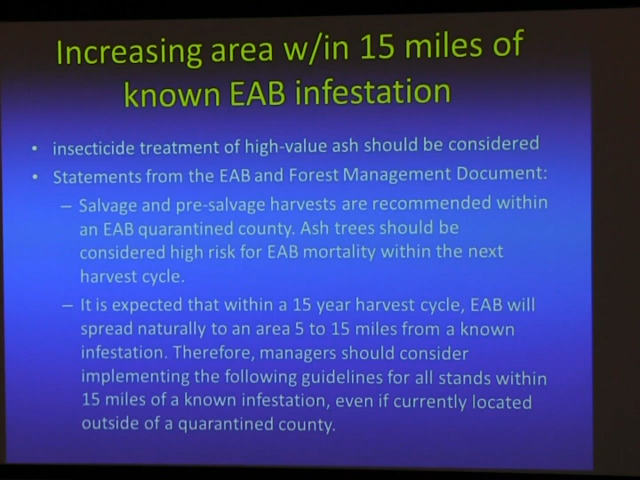 Increasing area w/in 15 miles of
known EAB infestation
• insecticide treatment of high-value ash should be considered
• Statements from the EAB and Forest Management Document:
– Salvage and pre-salvage harvests are recommended within
an EAB quarantined county. Ash trees should be
considered high risk for EAB mortality within the next
harvest cycle.
– It is expected that within a 15 year harvest cycle, EAB will
spread naturally to an area 5 to 15 miles from a known
infestation. Therefore, managers should consider
implementing the following guidelines for all stands within
15 miles of a known infestation, even if currently located
outside of a quarantined county.